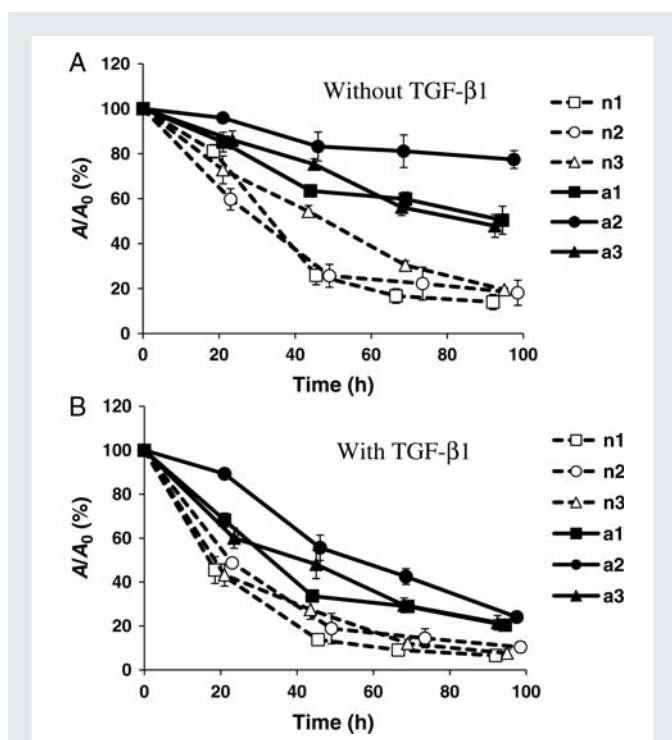 A
Without TGF-β1
120
100
80
60
40
20
0
A/A₀ (%)
0 20 40 60 80 100
Time (h)
n1
n2
n3
a1
a2
a3
B
With TGF-β1
120
100
80
60
40
20
0
A/A₀ (%)
0 20 40 60 80 100
Time (h)
n1
n2
n3
a1
a2
a3